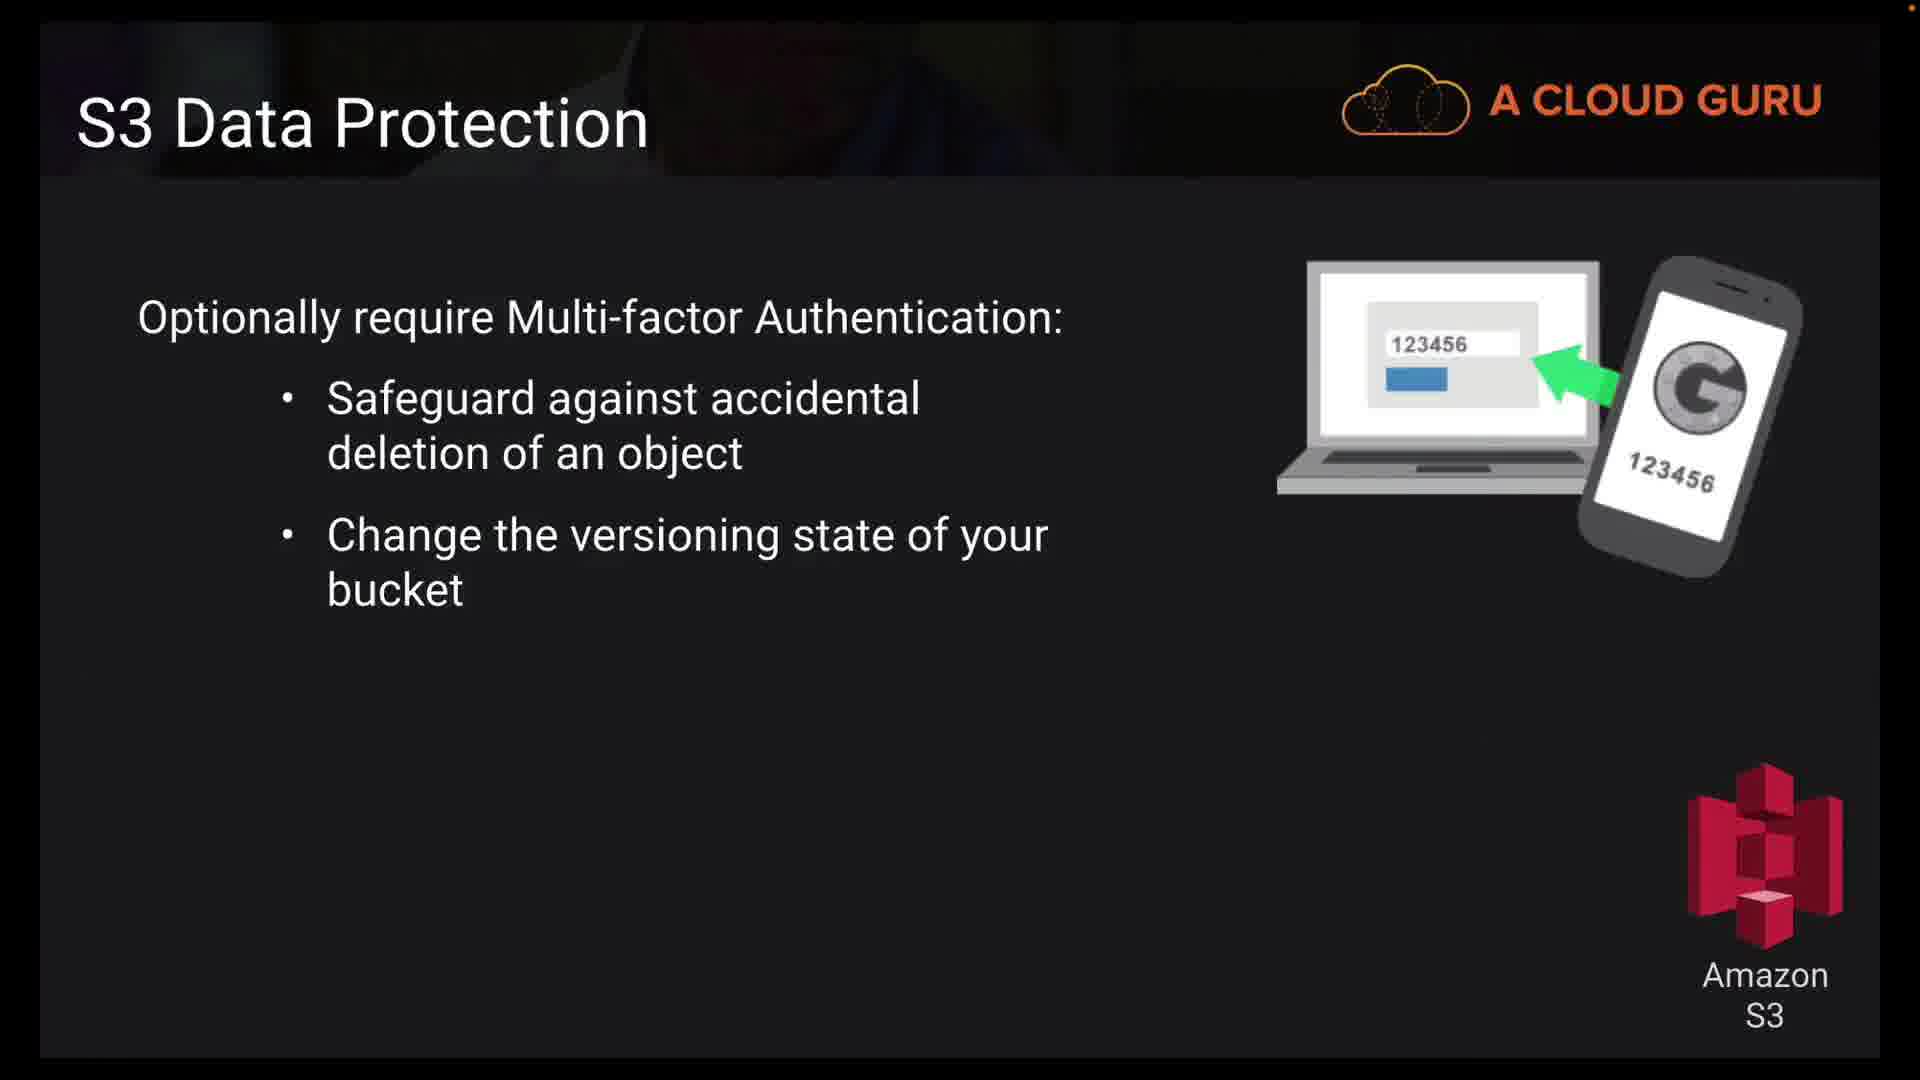 S3 Data Protection
A CLOUD GURU
Optionally require Multi-factor Authentication:
• Safeguard against accidental
deletion of an object
• Change the versioning state of your
bucket
123456
G
123456
Amazon
S3